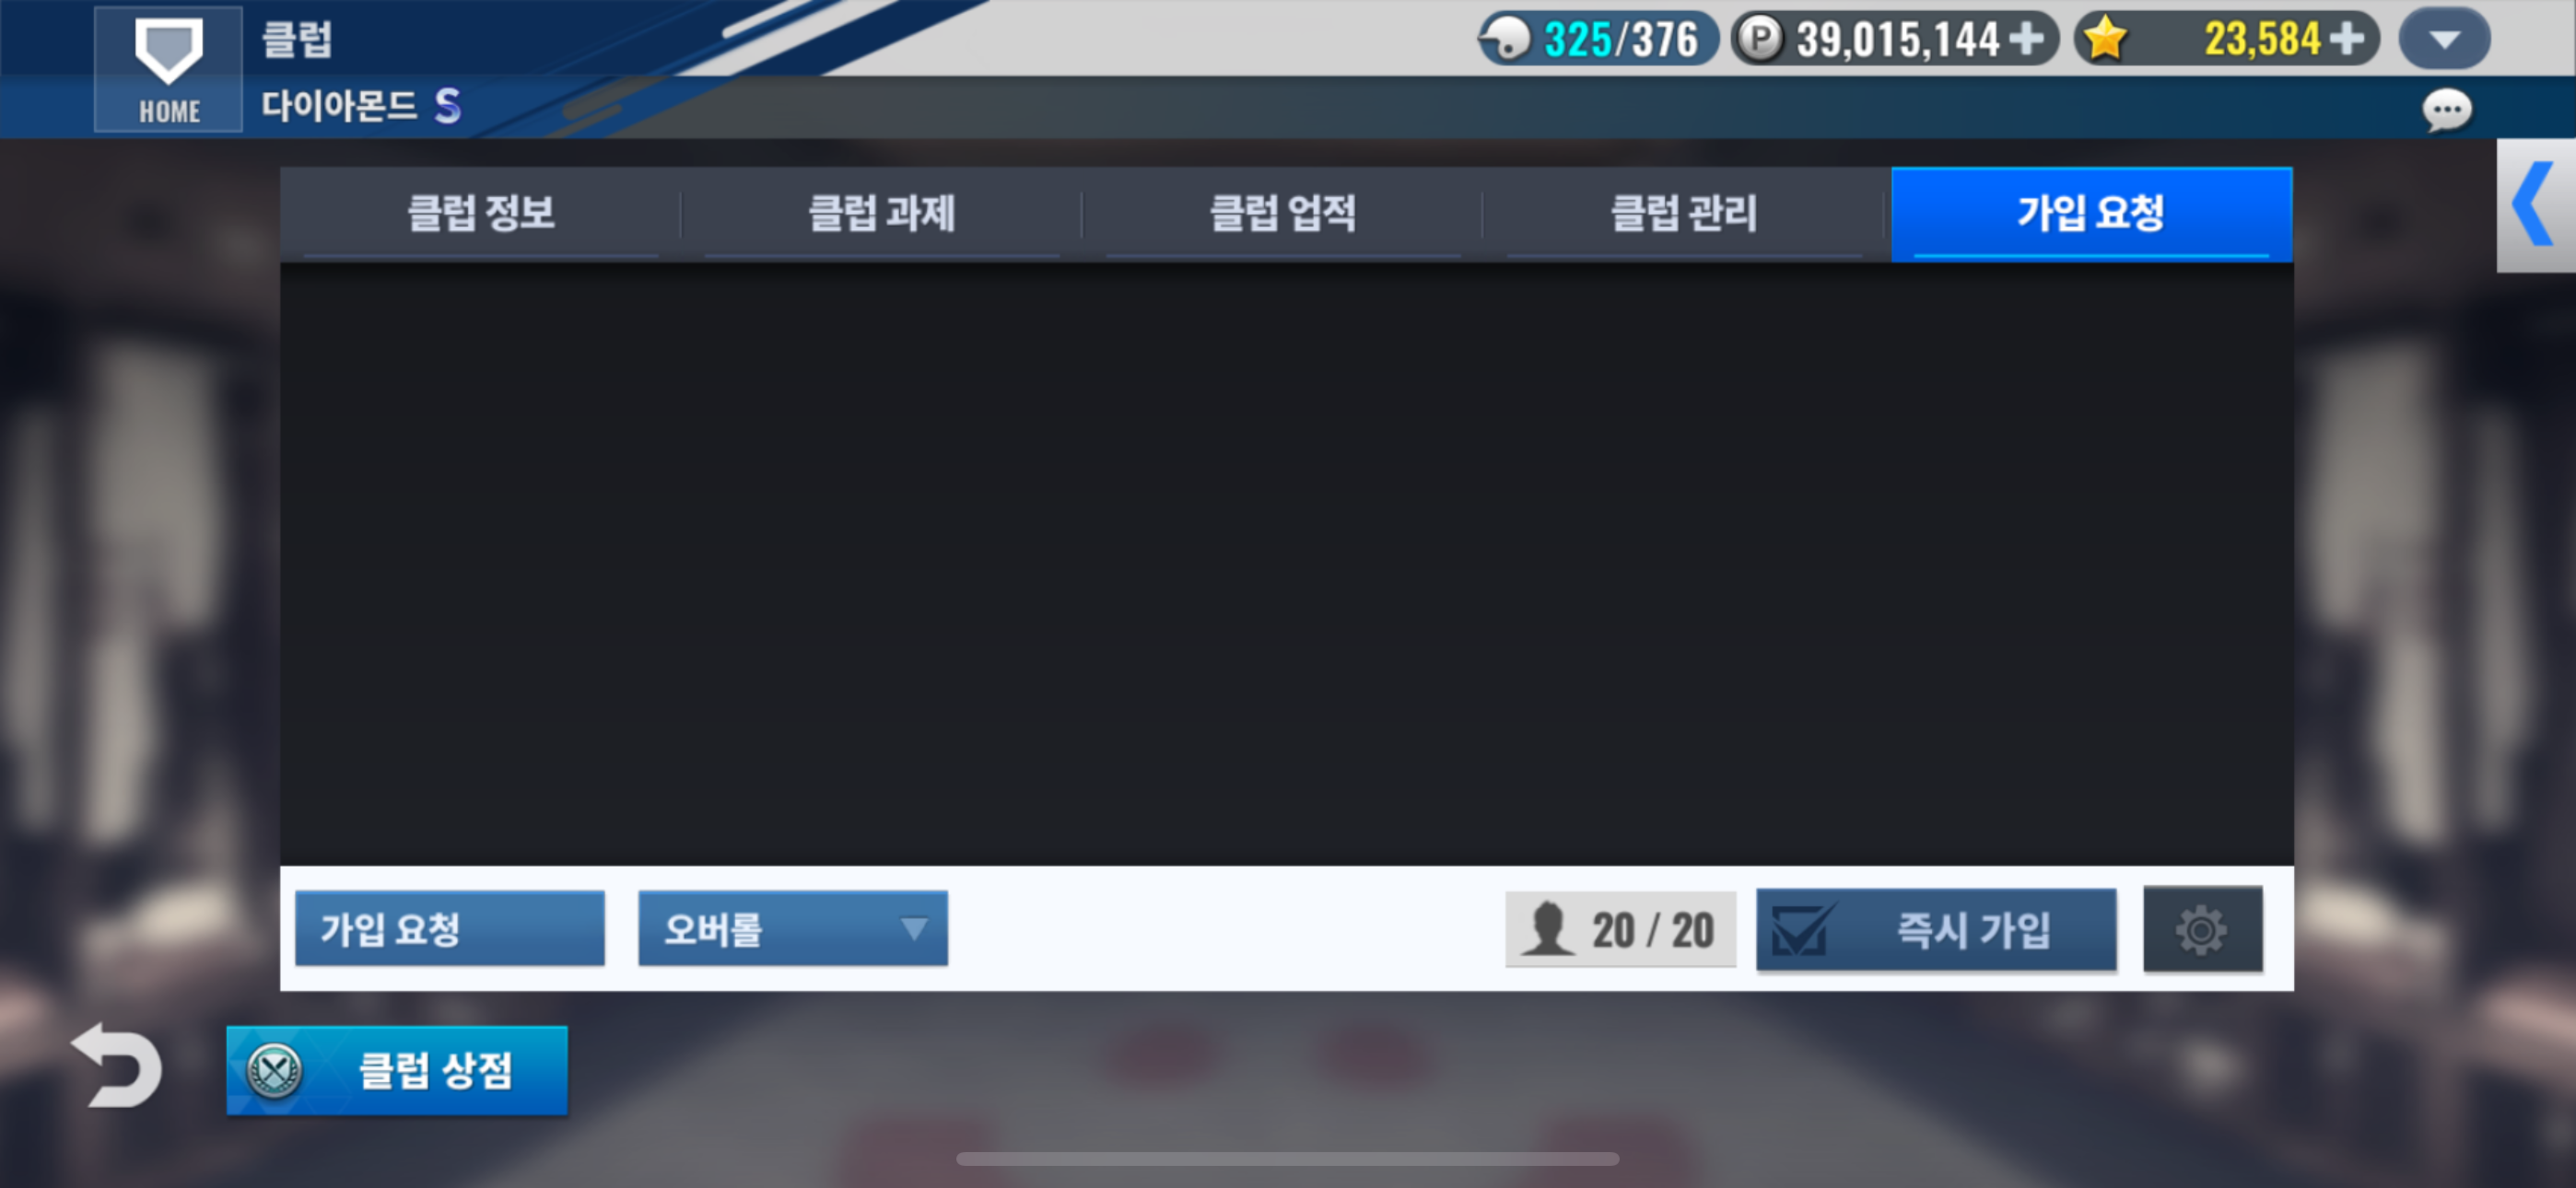 클럽
325/376
P 39,015,144
23,584
HOME
다이아몬드 S
클럽 정보
클럽 과제
클럽 업적
클럽 관리
가입 요청
가입 요청
오버롤
20 / 20
즉시 가입
클럽 상점